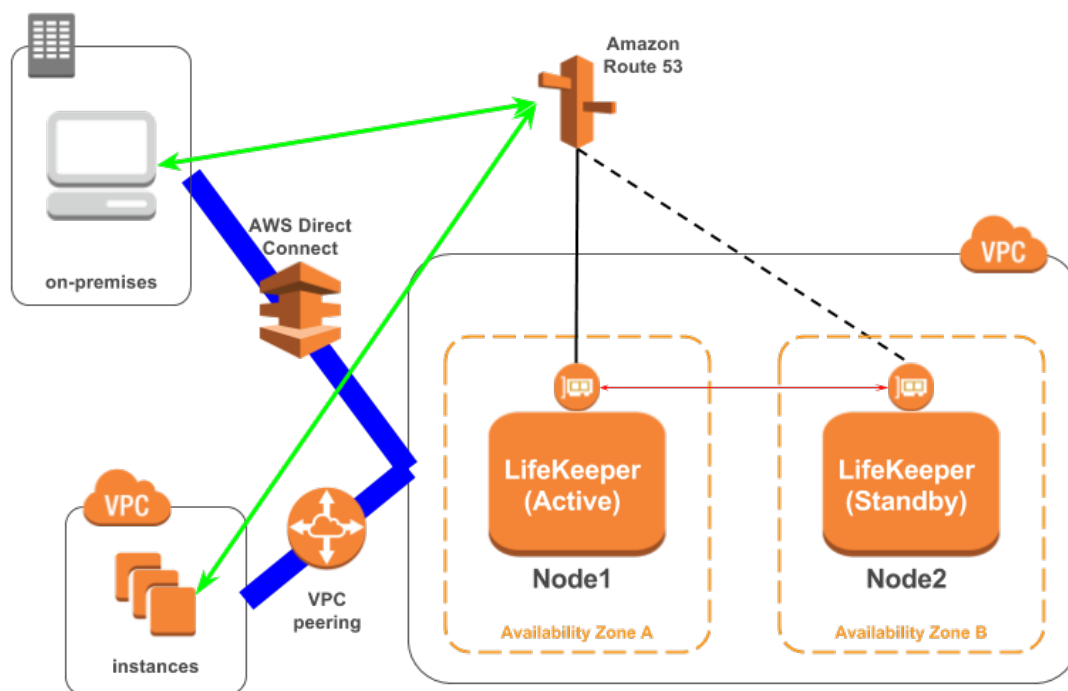 Amazon
Route 53
on-premises
AWS Direct
Connect
VPC
LifeKeeper
(Active)
Node1
Availability Zone A
LifeKeeper
(Standby)
Node2
Availability Zone B
VPC
instances
VPC
peering